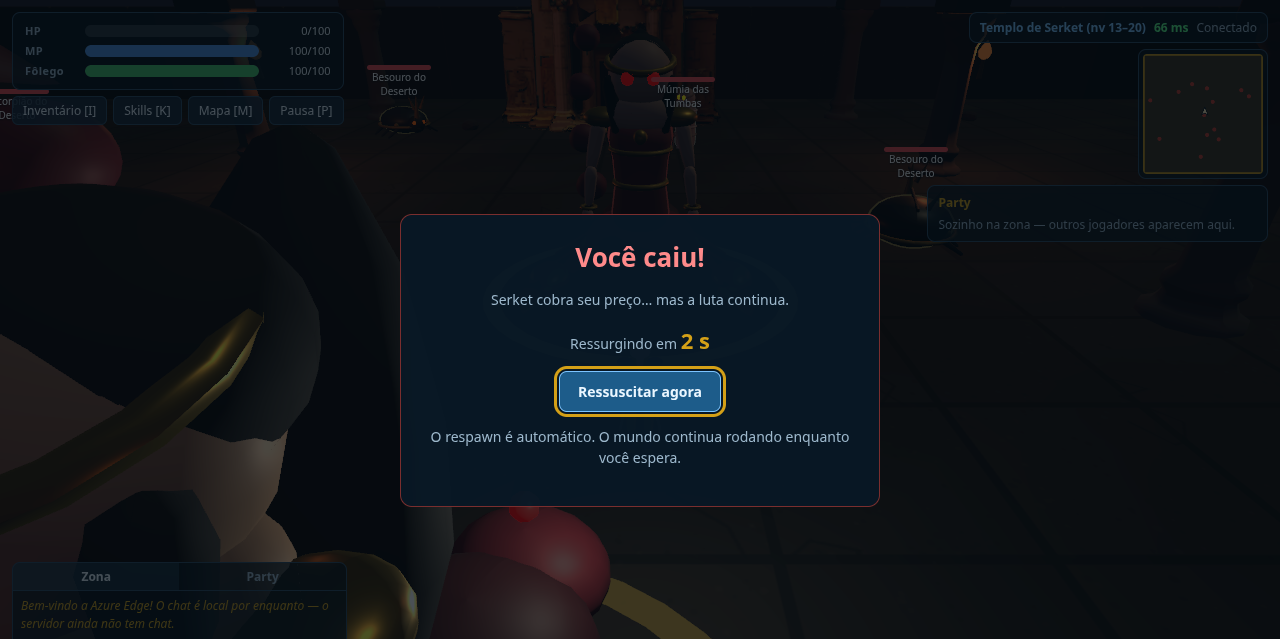 HP 0/100
MP 100/100
Fôlego 100/100
Inventário [I] Skills [K] Mapa [M] Pausa [P]
Templo de Serket (nv 13–20) 66 ms Conectado
Besouro do
Deserto
Múmia das
Tumbas
Besouro do
Deserto
Party
Sozinho na zona — outros jogadores aparecem aqui.
Você caiu!
Serket cobra seu preço... mas a luta continua.
Ressurgindo em 2 s
Ressuscitar agora
O respawn é automático. O mundo continua rodando enquanto
você espera.
Zona Party
Bem-vindo a Azure Edge! O chat é local por enquanto — o
servidor ainda não tem chat.